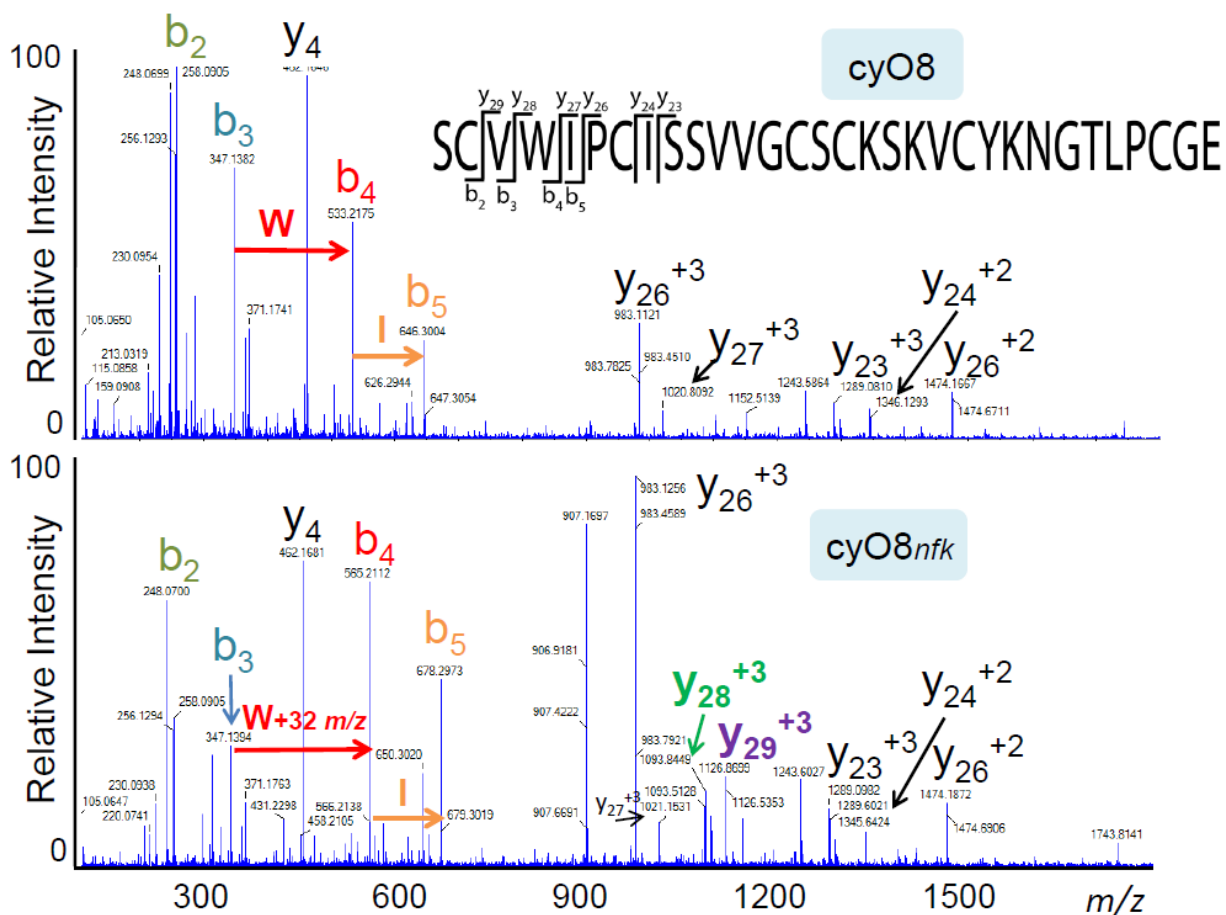 b2 y4 cyO8
100
248.0699 258.0905
256.1293
b3
347.1382
y29 y28 y27 y26 y24 y23
SCVWIPCISSVVGCSCKSKVCYKNGTLPCGE
b2 b3 b4 b5
b4
533.2175
W
230.0954
b5
646.3004
I
371.1741
105.0650
213.0319
115.0858
159.0908
626.2944
647.3054
y26+3
983.1121
983.7825 983.4510
y27+3
1020.8092
1152.5139
1243.5864
y23+3
1289.0810
y24+2
1346.1293
y26+2
1474.1667
1474.6711
Relative Intensity
0
100
cyO8nfk
y4
462.1681
b2
248.0700
b4
565.2112
b3
347.1394
W+32 m/z
258.0905
256.1294
b5
678.2973
I
650.3020
230.0938
105.0647
220.0741
371.1763
431.2298
566.2138
458.2105
679.3019
907.1697
906.9181
907.4222
907.6691
y26+3
983.1256
983.4589
983.7921
y28+3
1093.8449
1093.5128
y29+3
1126.8699
1126.5353
y27+3
1021.1531
1243.6027
y23+3
1289.0982
1289.6021
y24+2
1345.6424
y26+2
1474.1872
1474.6906
1743.8141
Relative Intensity
0
300 600 900 1200 1500 m/z